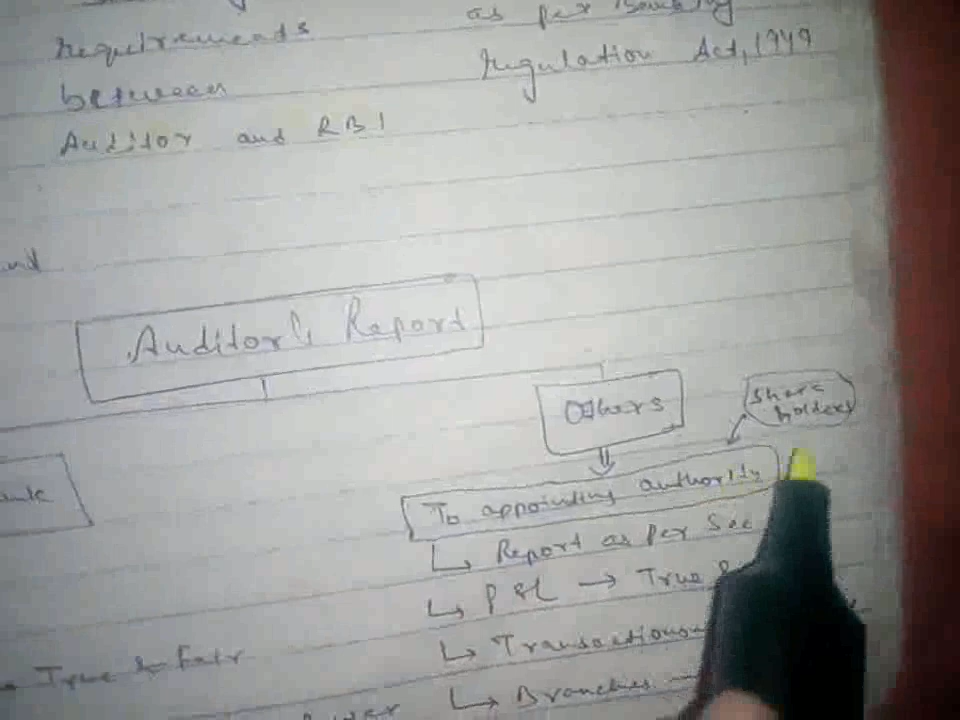 requirements
between
Auditor and RBI
as per
Regulation Act, 1949
Auditor's Report
Others
Share
holders
To appointing authority
↳ Report as per Sec
↳ P&L → True
↳ Transactions
↳ Branches
True & Fair